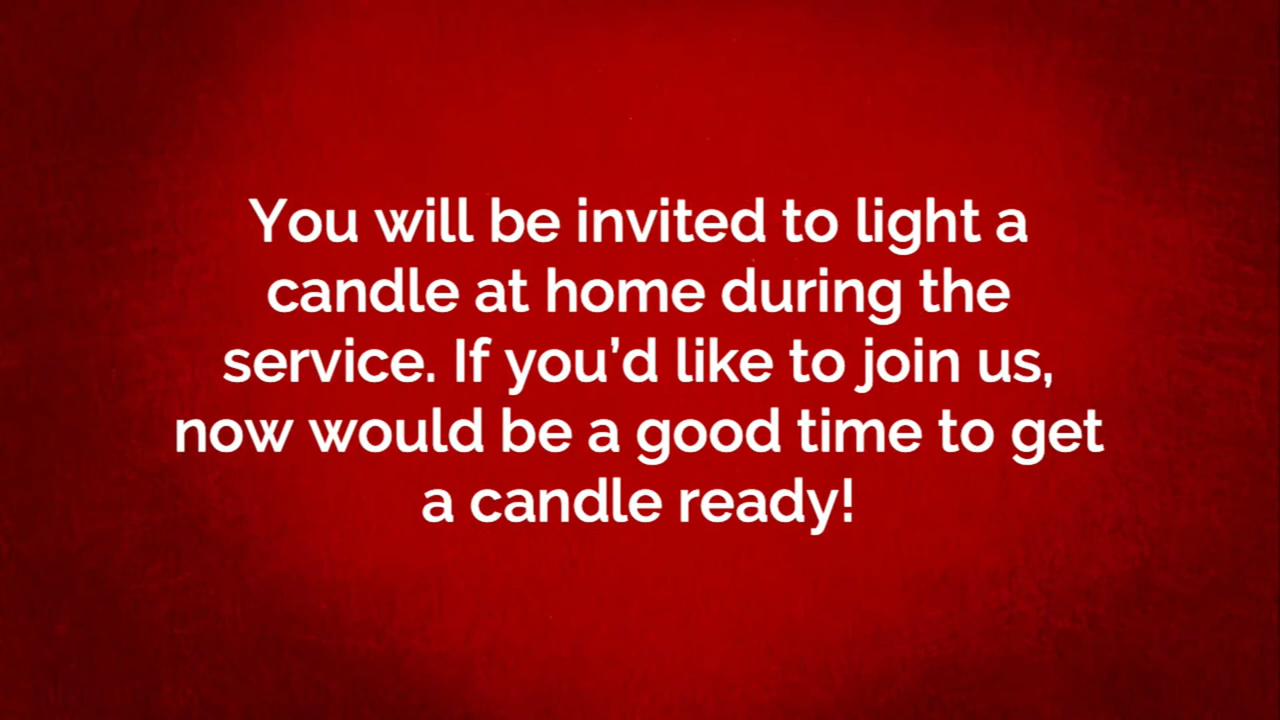 You will be invited to light a
candle at home during the
service. If you’d like to join us,
now would be a good time to get
a candle ready!